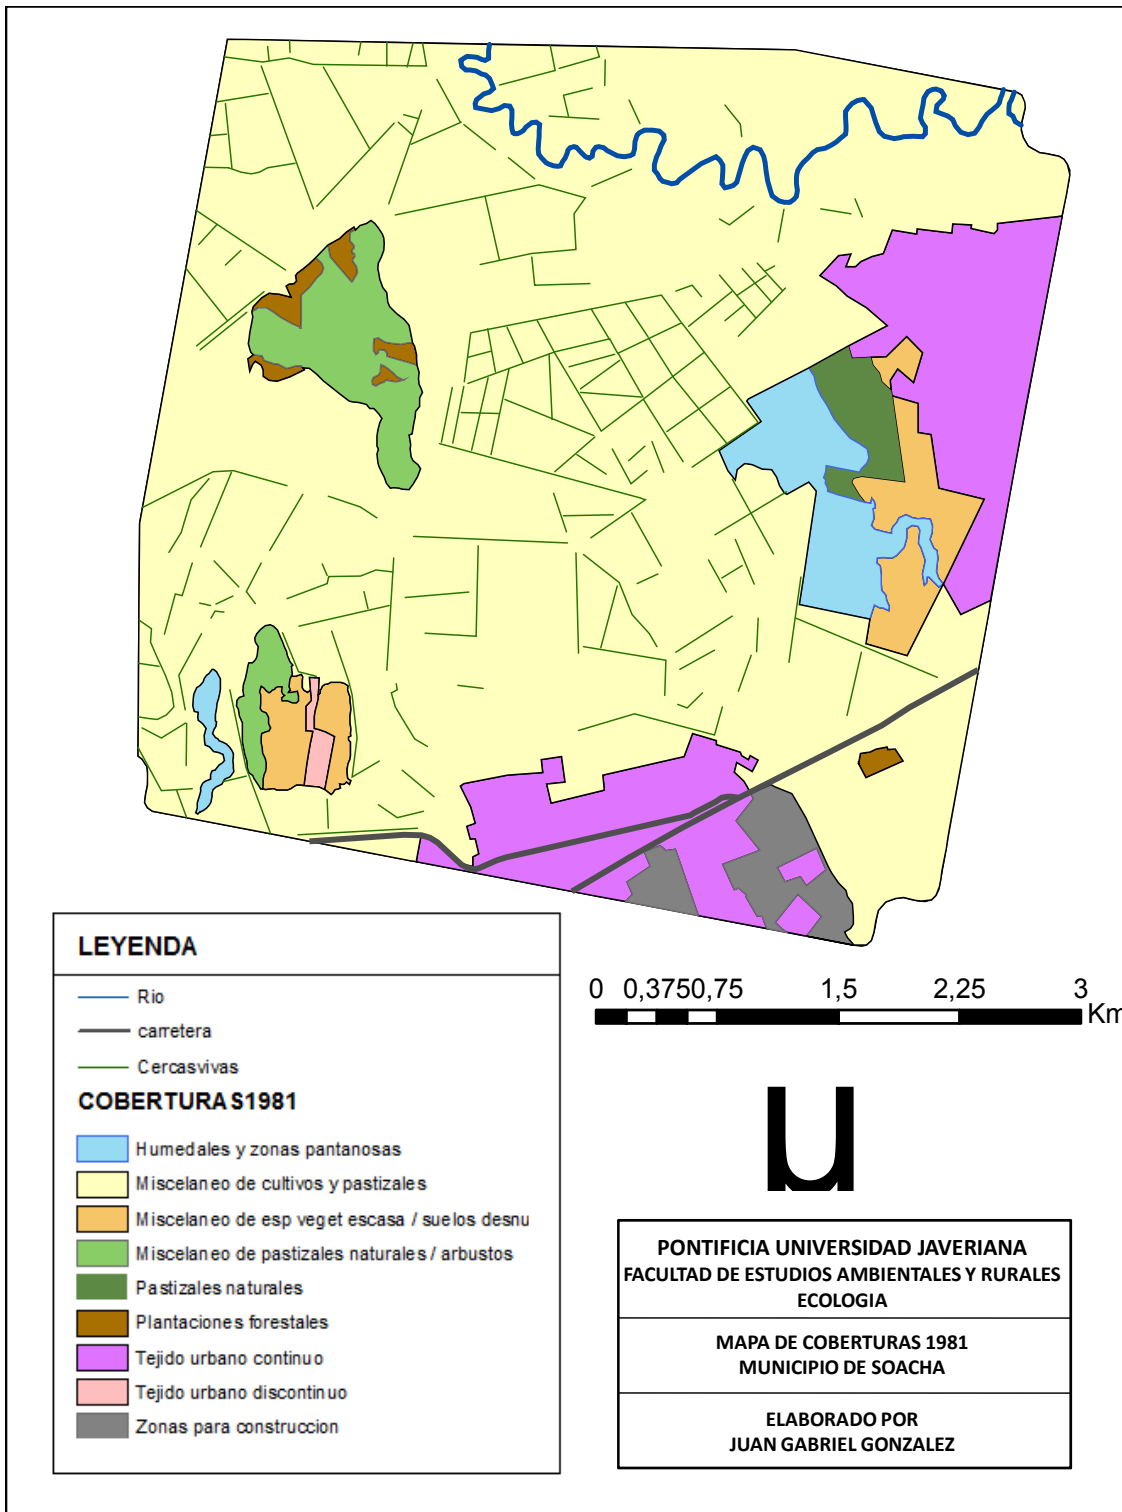 LEYENDA
Rio
carretera
Cercasvivas
COBERTURAS1981
Humedales y zonas pantanosas
Miscelaneo de cultivos y pastizales
Miscelaneo de esp veget escasa / suelos desnu
Miscelaneo de pastizales naturales / arbustos
Pastizales naturales
Plantaciones forestales
Tejido urbano continuo
Tejido urbano discontinuo
Zonas para construccion
0 0,3750,75 1,5 2,25 3
Km
PONTIFICIA UNIVERSIDAD JAVERIANA
FACULTAD DE ESTUDIOS AMBIENTALES Y RURALES
ECOLOGIA
MAPA DE COBERTURAS 1981
MUNICIPIO DE SOACHA
ELABORADO POR
JUAN GABRIEL GONZALEZ